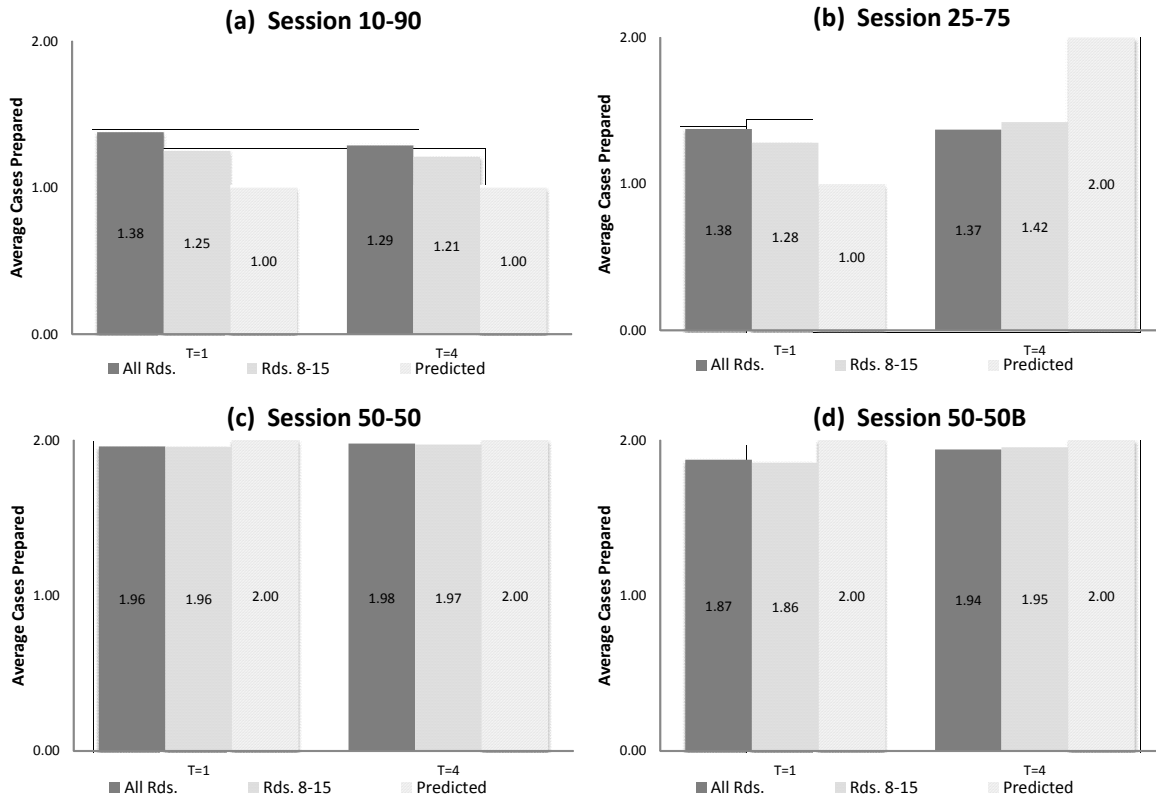 (a) Session 10-90
Average Cases Prepared
2.00
1.00
0.00
1.38
1.25
1.00
1.29
1.21
1.00
T=1
T=4
All Rds.
Rds. 8-15
Predicted
(b) Session 25-75
Average Cases Prepared
2.00
1.00
0.00
1.38
1.28
1.00
1.37
1.42
2.00
T=1
T=4
All Rds.
Rds. 8-15
Predicted
(c) Session 50-50
Average Cases Prepared
2.00
1.00
0.00
1.96
1.96
2.00
1.98
1.97
2.00
T=1
T=4
All Rds.
Rds. 8-15
Predicted
(d) Session 50-50B
Average Cases Prepared
2.00
1.00
0.00
1.87
1.86
2.00
1.94
1.95
2.00
T=1
T=4
All Rds.
Rds. 8-15
Predicted